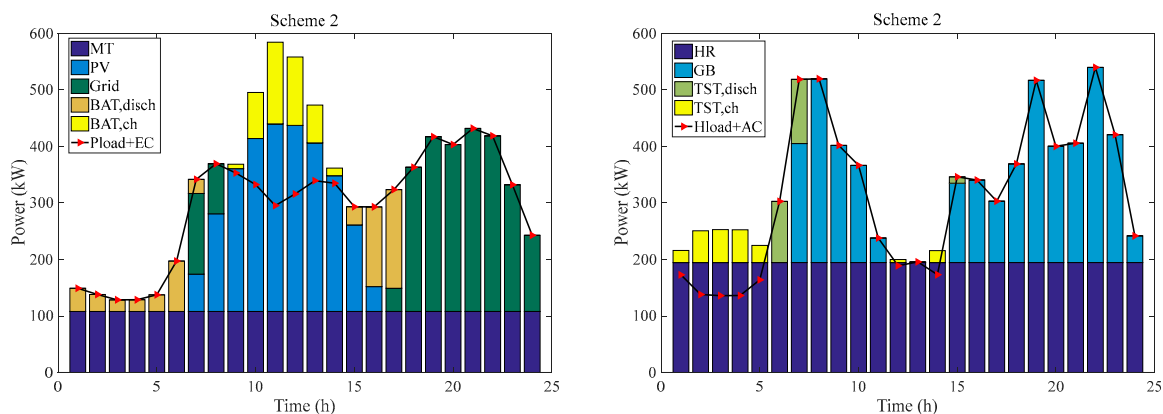 Scheme 2
600
500
400
300
200
100
0
Power (kW)
MT
PV
Grid
BAT,disch
BAT,ch
Pload+EC
0 5 10 15 20 25
Time (h)
Scheme 2
600
500
400
300
200
100
0
Power (kW)
HR
GB
TST,disch
TST,ch
Hload+AC
0 5 10 15 20 25
Time (h)